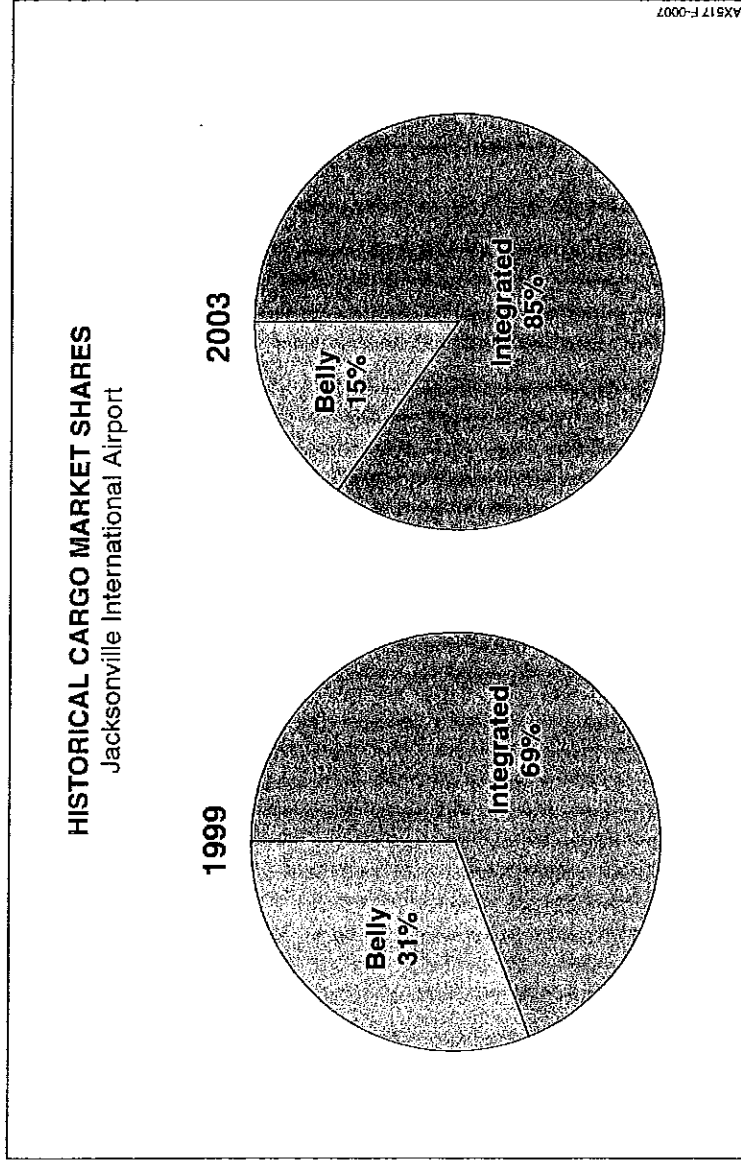 HISTORICAL CARGO MARKET SHARES
Jacksonville International Airport
1999
Belly
31%
Integrated
69%
2003
Belly
15%
Integrated
85%
AX517 F-0007